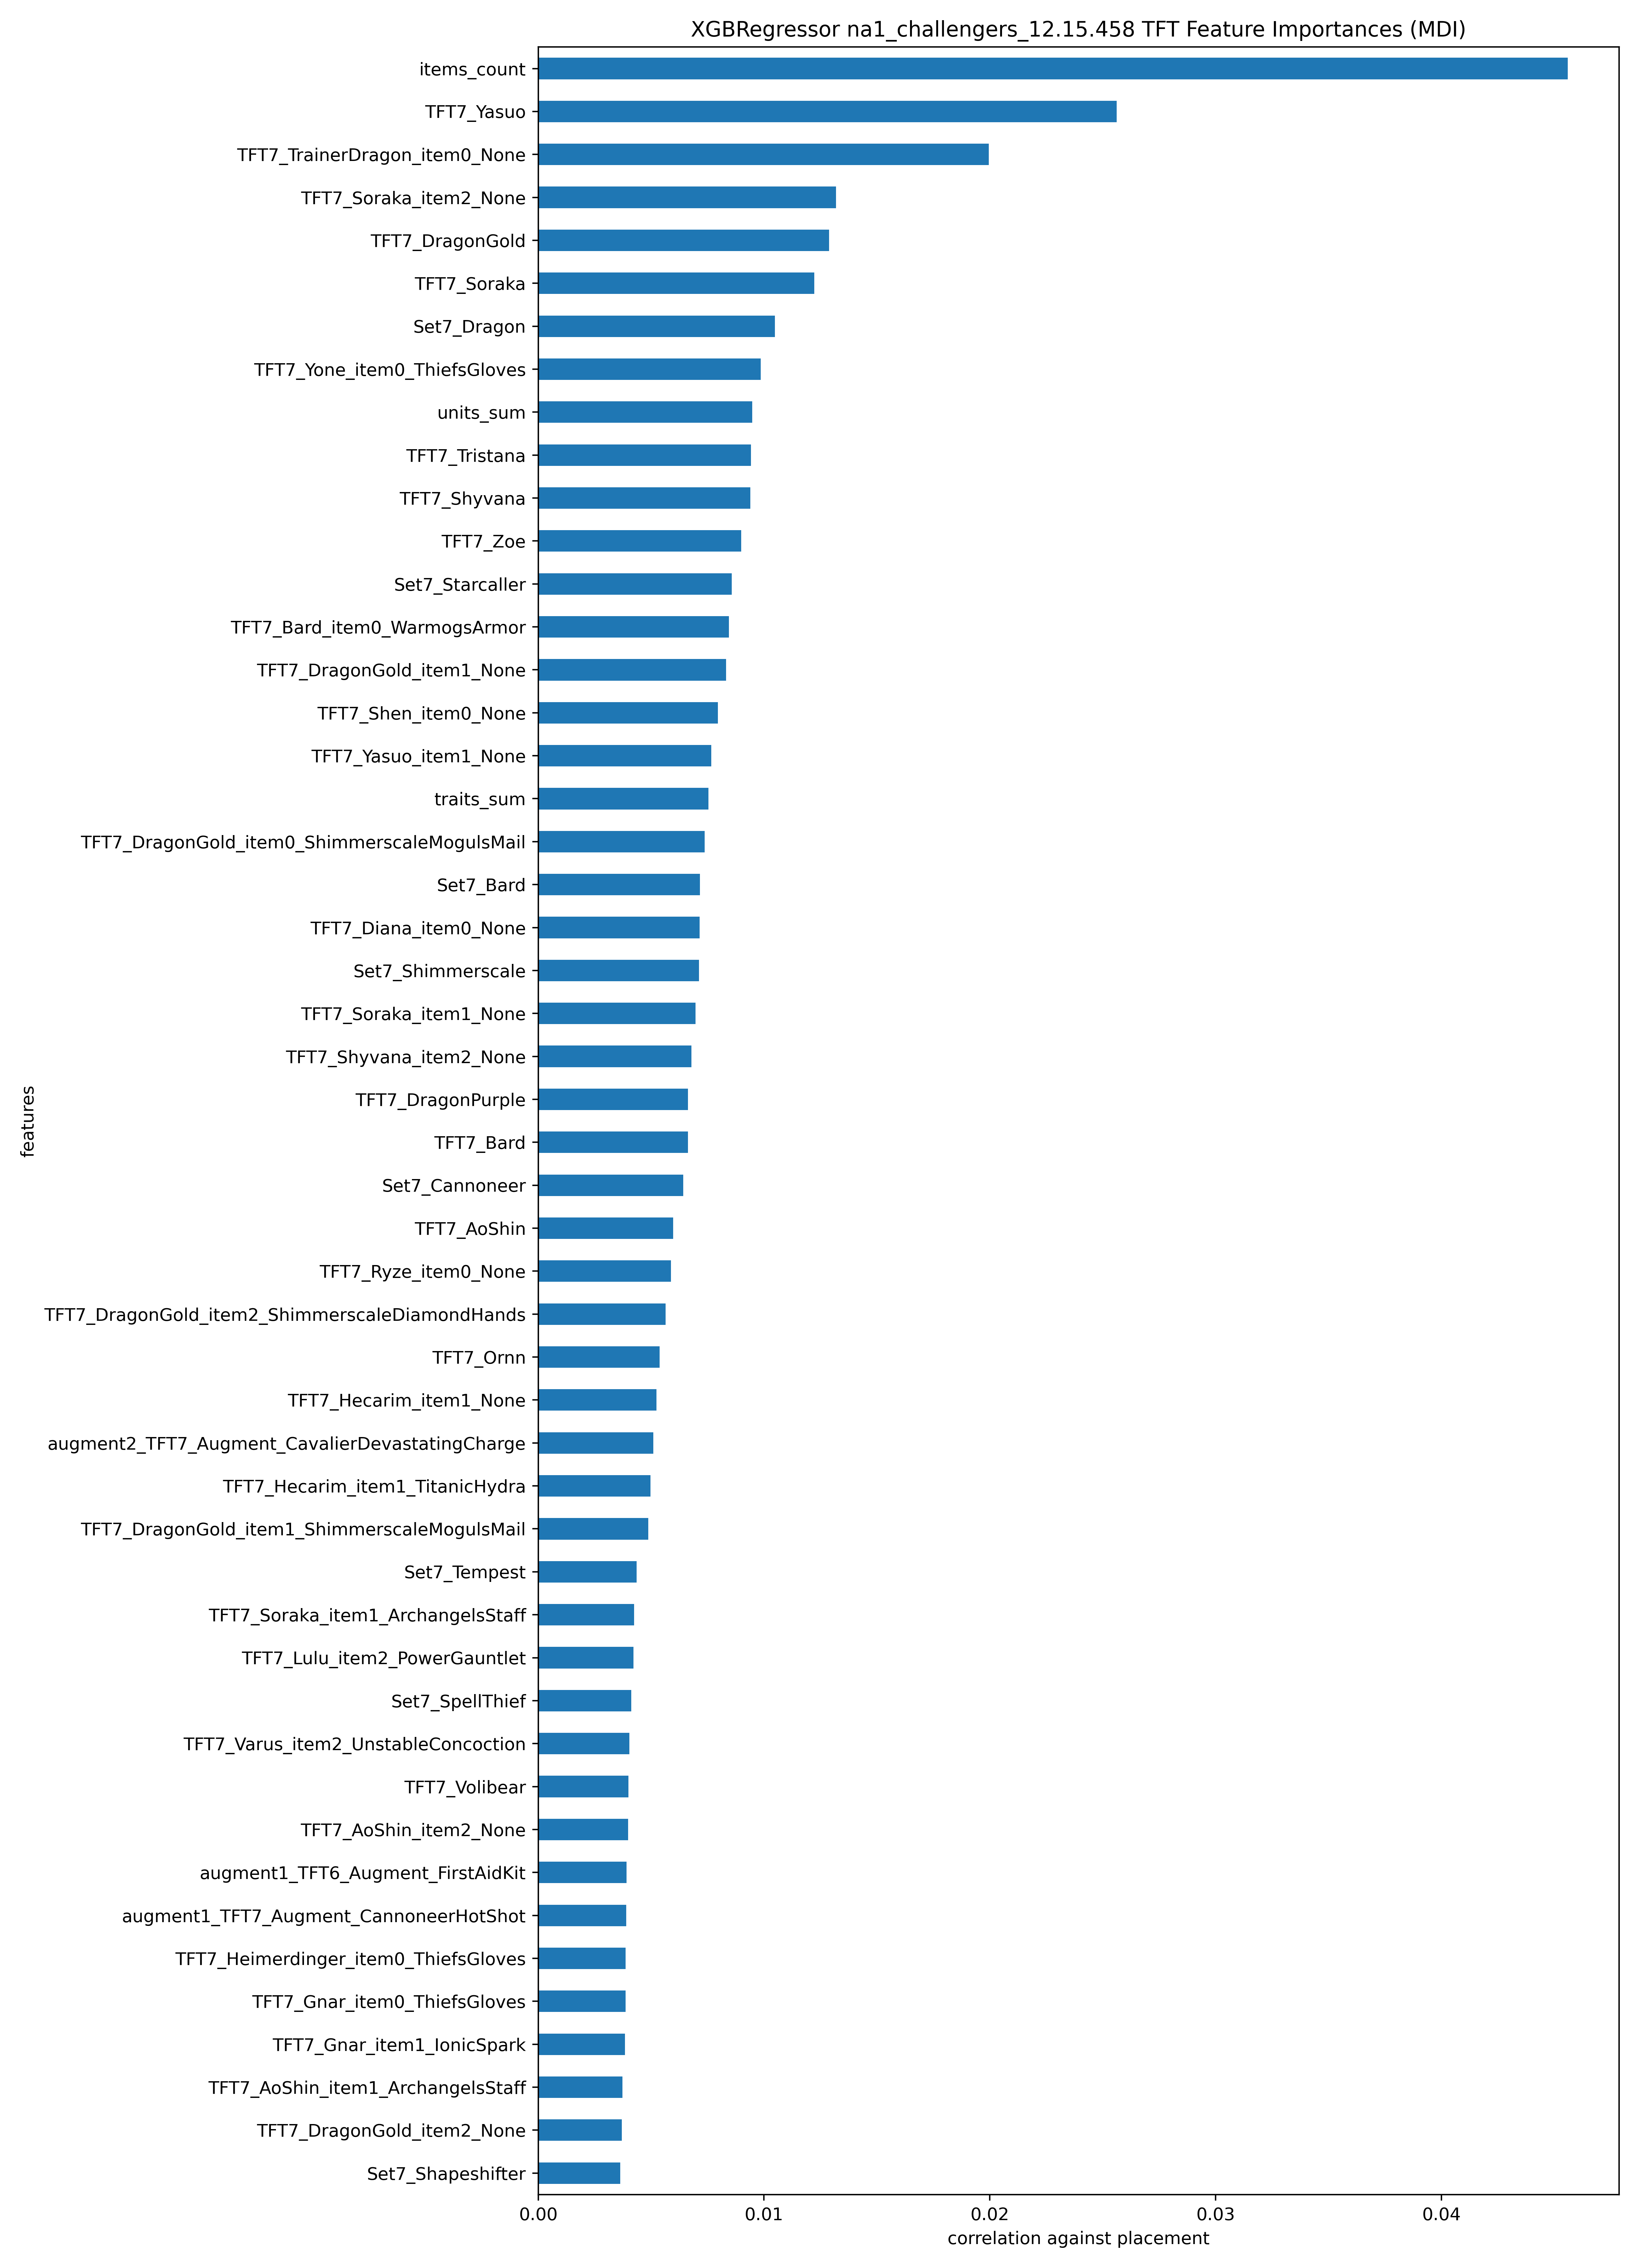 XGBRegressor na1_challengers_12.15.458 TFT Feature Importances (MDI)
items_count
TFT7_Yasuo
TFT7_TrainerDragon_item0_None
TFT7_Soraka_item2_None
TFT7_DragonGold
TFT7_Soraka
Set7_Dragon
TFT7_Yone_item0_ThiefsGloves
units_sum
TFT7_Tristana
TFT7_Shyvana
TFT7_Zoe
Set7_Starcaller
TFT7_Bard_item0_WarmogsArmor
TFT7_DragonGold_item1_None
TFT7_Shen_item0_None
TFT7_Yasuo_item1_None
traits_sum
TFT7_DragonGold_item0_ShimmerscaleMogulsMail
Set7_Bard
TFT7_Diana_item0_None
Set7_Shimmerscale
TFT7_Soraka_item1_None
TFT7_Shyvana_item2_None
TFT7_DragonPurple
TFT7_Bard
Set7_Cannoneer
TFT7_AoShin
TFT7_Ryze_item0_None
TFT7_DragonGold_item2_ShimmerscaleDiamondHands
TFT7_Ornn
TFT7_Hecarim_item1_None
augment2_TFT7_Augment_CavalierDevastatingCharge
TFT7_Hecarim_item1_TitanicHydra
TFT7_DragonGold_item1_ShimmerscaleMogulsMail
Set7_Tempest
TFT7_Soraka_item1_ArchangelsStaff
TFT7_Lulu_item2_PowerGauntlet
Set7_SpellThief
TFT7_Varus_item2_UnstableConcoction
TFT7_Volibear
TFT7_AoShin_item2_None
augment1_TFT6_Augment_FirstAidKit
augment1_TFT7_Augment_CannoneerHotShot
TFT7_Heimerdinger_item0_ThiefsGloves
TFT7_Gnar_item0_ThiefsGloves
TFT7_Gnar_item1_IonicSpark
TFT7_AoShin_item1_ArchangelsStaff
TFT7_DragonGold_item2_None
Set7_Shapeshifter
features
0.00 0.01 0.02 0.03 0.04
correlation against placement